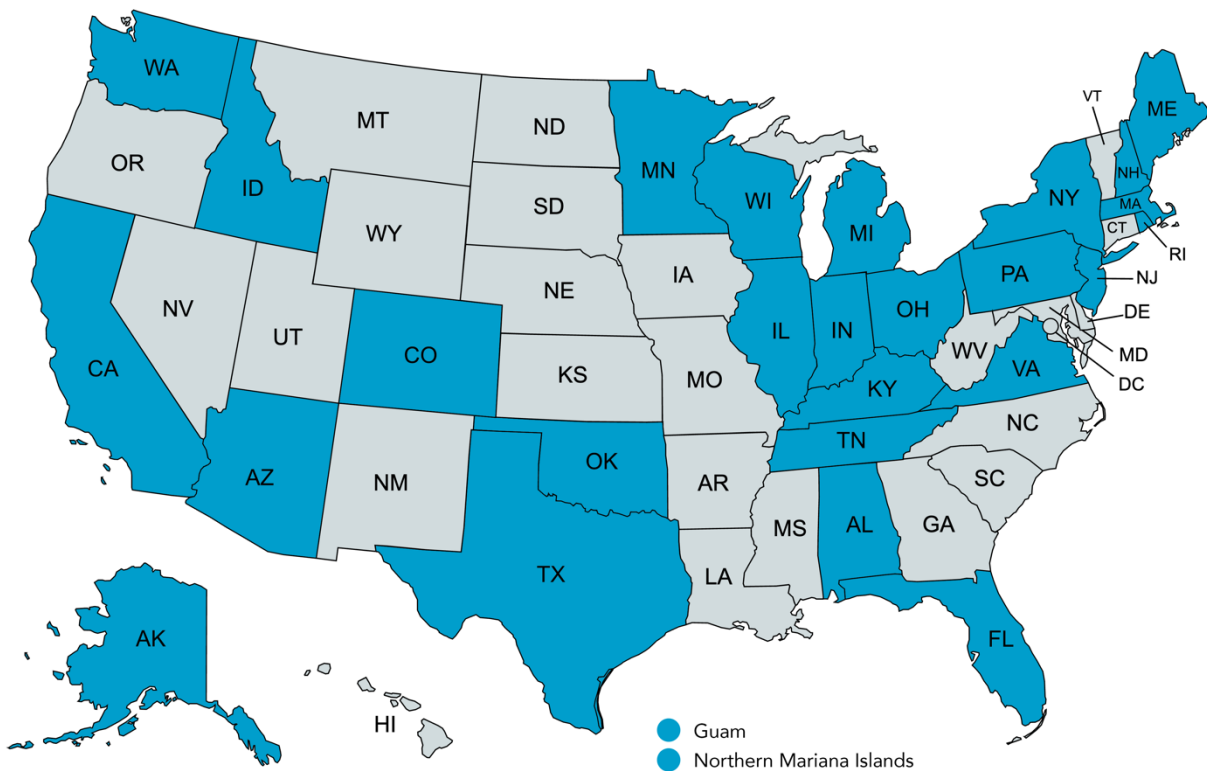 WA
MT
ND
MN
VT
ME
OR
ID
SD
WI
NY
NH
MA
WY
MI
CT
RI
IA
PA
NJ
NV
NE
OH
DE
UT
IL
IN
CO
WV
MD
CA
KS
MO
VA
KY
DC
NC
TN
AZ
OK
NM
AR
SC
MS
AL
GA
TX
LA
AK
FL
HI
Guam
Northern Mariana Islands